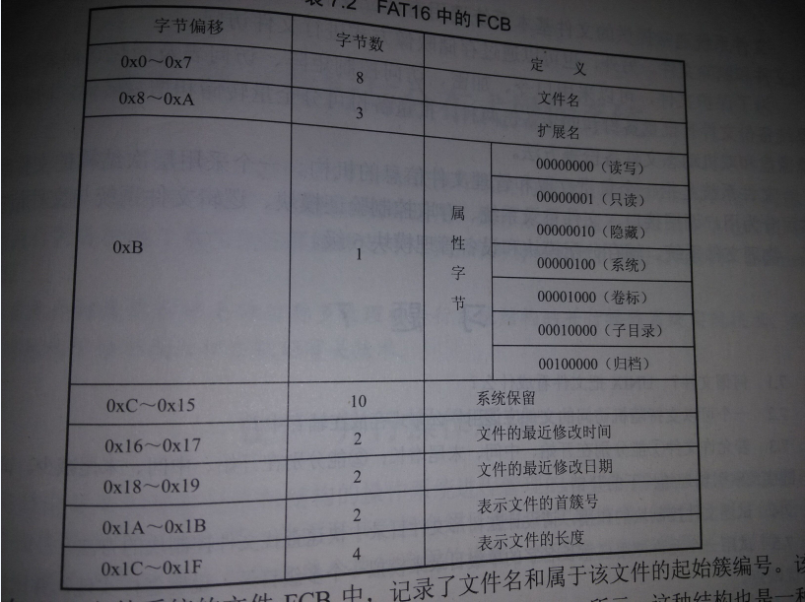 表 7.2 FAT16 中的 FCB
字节偏移 字节数 定 义
0x0～0x7 8 文件名
0x8～0xA 3 扩展名
0xB 1 属性字节 00000000（读写）
00000001（只读）
00000010（隐藏）
00000100（系统）
00001000（卷标）
00010000（子目录）
00100000（归档）
0xC～0x15 10 系统保留
0x16～0x17 2 文件的最近修改时间
0x18～0x19 2 文件的最近修改日期
0x1A～0x1B 2 表示文件的首簇号
0x1C～0x1F 4 表示文件的长度
系统的文件 FCB 中，记录了文件名和属于该文件的起始簇编号。该
所示，这种结构也是一种